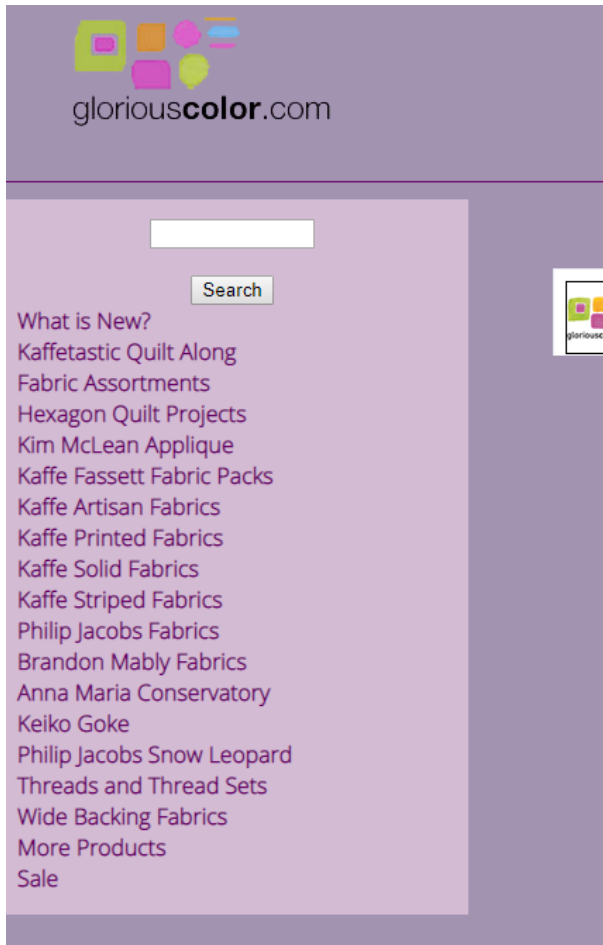 gloriouscolor.com
Search
What is New?
Kaffetastic Quilt Along
Fabric Assortments
Hexagon Quilt Projects
Kim McLean Applique
Kaffe Fassett Fabric Packs
Kaffe Artisan Fabrics
Kaffe Printed Fabrics
Kaffe Solid Fabrics
Kaffe Striped Fabrics
Philip Jacobs Fabrics
Brandon Mably Fabrics
Anna Maria Conservatory
Keiko Goke
Philip Jacobs Snow Leopard
Threads and Thread Sets
Wide Backing Fabrics
More Products
Sale